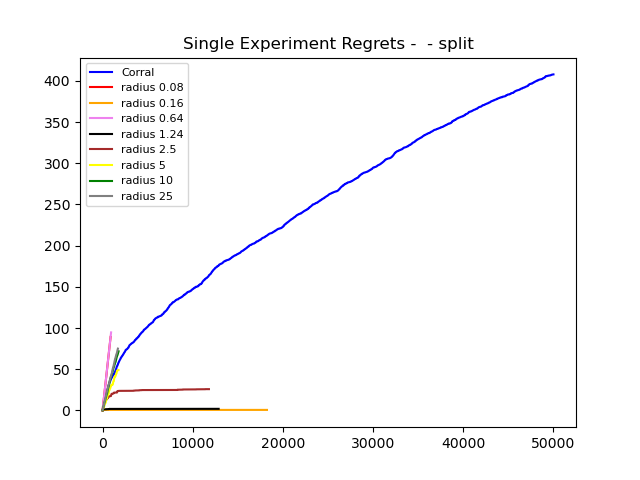 Single Experiment Regrets -  - split
Corral
radius 0.08
radius 0.16
radius 0.64
radius 1.24
radius 2.5
radius 5
radius 10
radius 25
400
350
300
250
200
150
100
50
0
0 10000 20000 30000 40000 50000